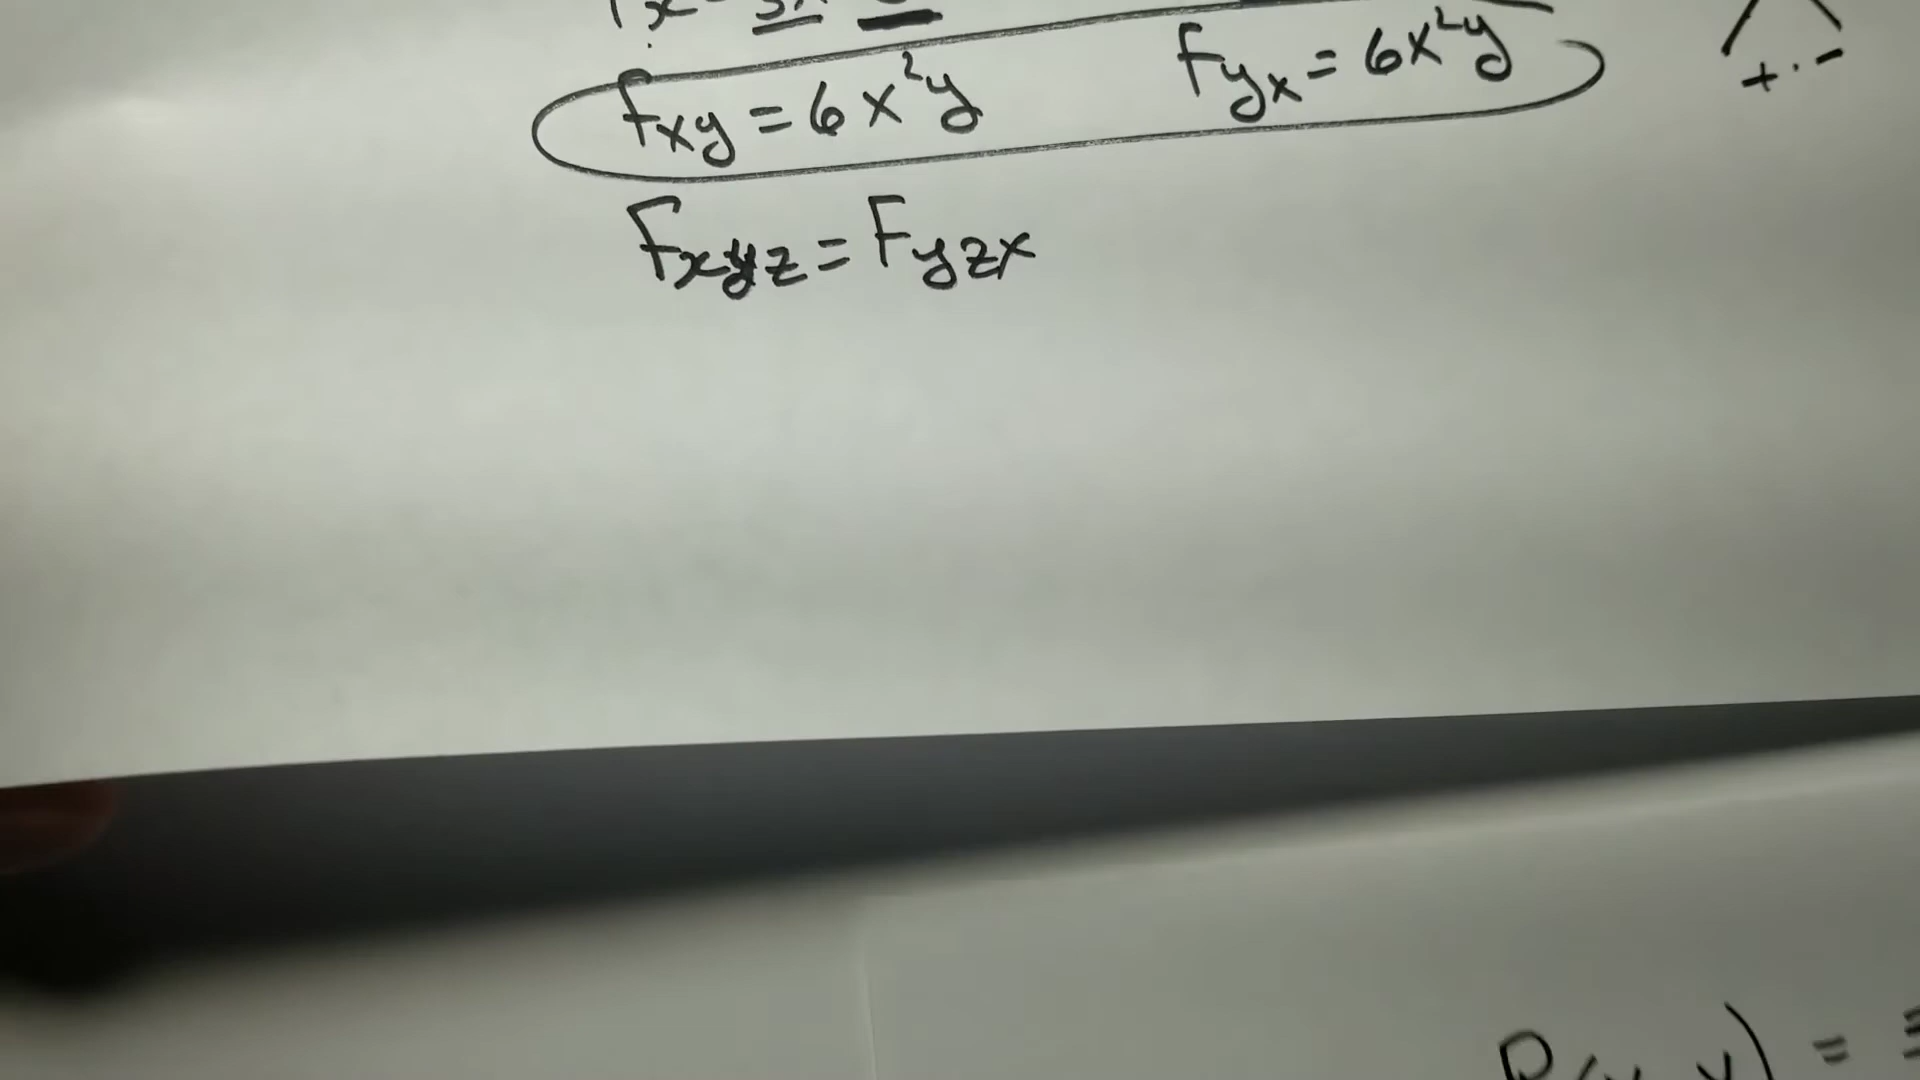 fxy = 6x²y    fyx = 6x²y
+ · -
Fxyz = Fyzx